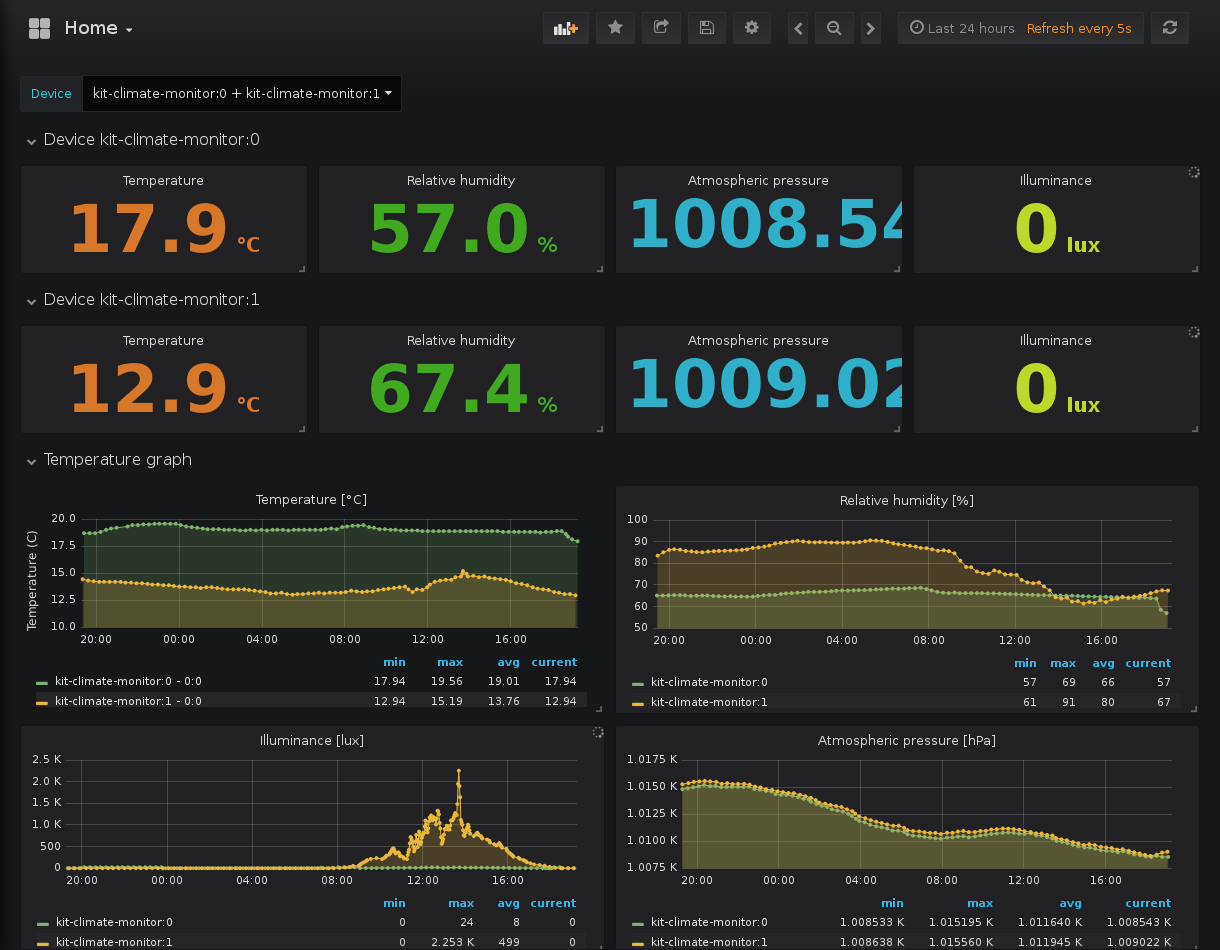 Home
Last 24 hours Refresh every 5s
Device kit-climate-monitor:0 + kit-climate-monitor:1
Device kit-climate-monitor:0
Temperature Relative humidity Atmospheric pressure Illuminance
17.9 °C 57.0 % 1008.54 0 lux
Device kit-climate-monitor:1
Temperature Relative humidity Atmospheric pressure Illuminance
12.9 °C 67.4 % 1009.02 0 lux
Temperature graph
Temperature [°C]
Temperature (C)
20.0
17.5
15.0
12.5
10.0
20:00 00:00 04:00 08:00 12:00 16:00
min max avg current
kit-climate-monitor:0 - 0:0 17.94 19.56 19.01 17.94
kit-climate-monitor:1 - 0:0 12.94 15.19 13.76 12.94
Relative humidity [%]
100
90
80
70
60
50
20:00 00:00 04:00 08:00 12:00 16:00
min max avg current
kit-climate-monitor:0 57 69 66 57
kit-climate-monitor:1 61 91 80 67
Illuminance [lux]
2.5 K
2.0 K
1.5 K
1.0 K
500
0
20:00 00:00 04:00 08:00 12:00 16:00
min max avg current
kit-climate-monitor:0 0 24 8 0
kit-climate-monitor:1 0 2.253 K 499 0
Atmospheric pressure [hPa]
1.0175 K
1.0150 K
1.0125 K
1.0100 K
1.0075 K
20:00 00:00 04:00 08:00 12:00 16:00
min max avg current
kit-climate-monitor:0 1.008533 K 1.015195 K 1.011640 K 1.008543 K
kit-climate-monitor:1 1.008638 K 1.015560 K 1.011945 K 1.009022 K